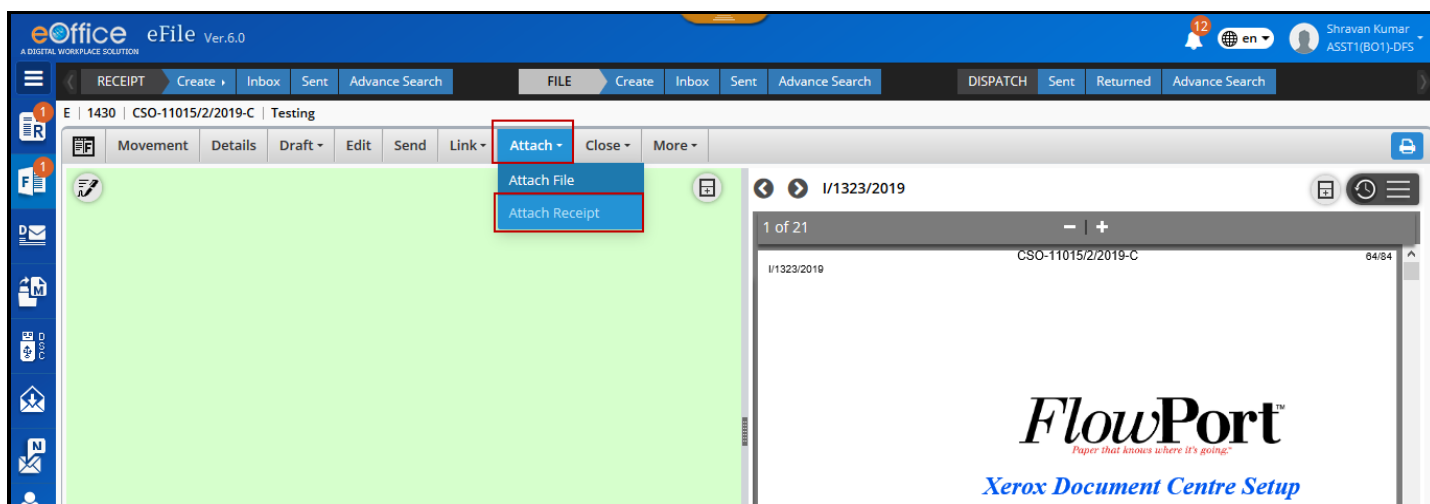 eOffice eFile Ver.6.0
A DIGITAL WORKPLACE SOLUTION
12
en
Shravan Kumar
ASST1(BO1)-DFS
RECEIPT Create Inbox Sent Advance Search FILE Create Inbox Sent Advance Search DISPATCH Sent Returned Advance Search
E | 1430 | CSO-11015/2/2019-C | Testing
1
R
Movement Details Draft Edit Send Link Attach Close More
F
1
F
Attach File
Attach Receipt
I/1323/2019
1 of 21
- | +
D
I/1323/2019
CSO-11015/2/2019-C
64/84
M
DSC
N
FlowPort™
Paper that knows where it's going.™
Xerox Document Centre Setup